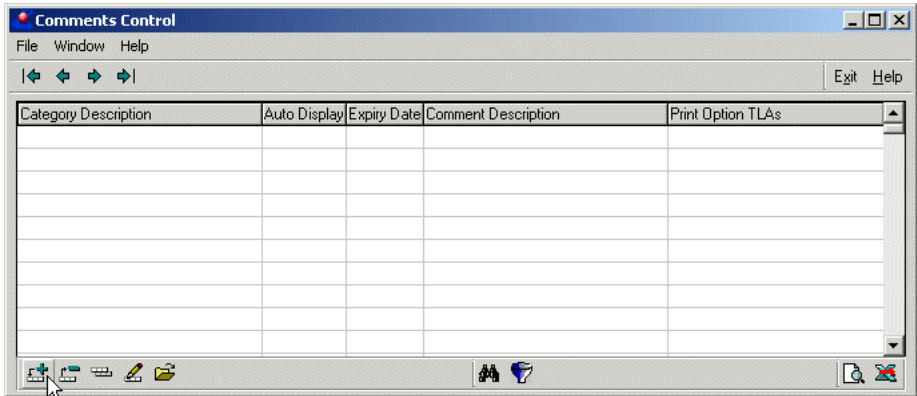 Comments Control
File Window Help
Exit Help
Category Description Auto Display Expiry Date Comment Description Print Option TLAs